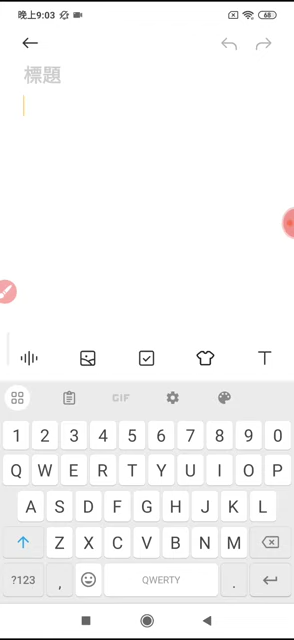 晚上9:03
68
標題
GIF
1 2 3 4 5 6 7 8 9 0
Q W E R T Y U I O P
A S D F G H J K L
Z X C V B N M
?123 , QWERTY .